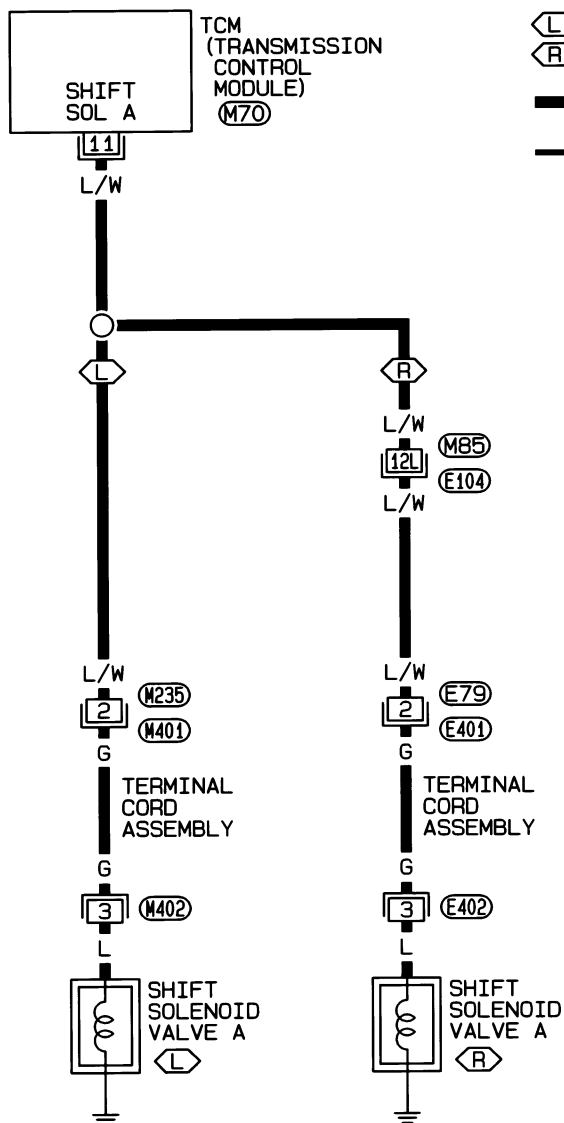 TCM
(TRANSMISSION
CONTROL
MODULE)
M70
L
R
SHIFT
SOL A
11
L/W
L
R
L/W
12L
M85
E104
L/W
L/W
2
M235
M401
G
TERMINAL
CORD
ASSEMBLY
G
3
M402
L
SHIFT
SOLENOID
VALVE A
L
L/W
2
E79
E401
G
TERMINAL
CORD
ASSEMBLY
G
3
E402
L
SHIFT
SOLENOID
VALVE A
R